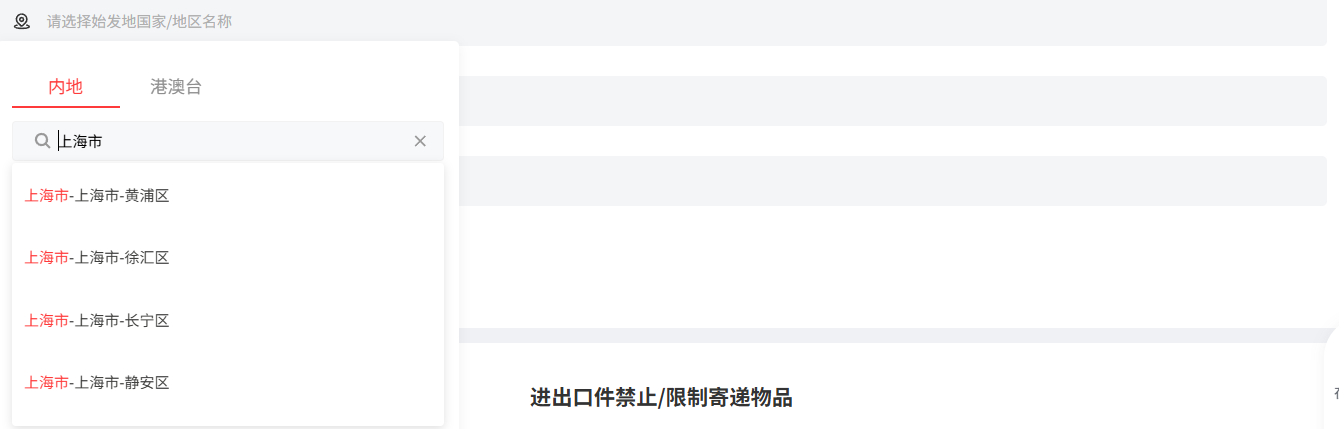 请选择始发地国家/地区名称
内地
港澳台
上海市
上海市-上海市-黄浦区
上海市-上海市-徐汇区
上海市-上海市-长宁区
上海市-上海市-静安区
进出口件禁止/限制寄递物品